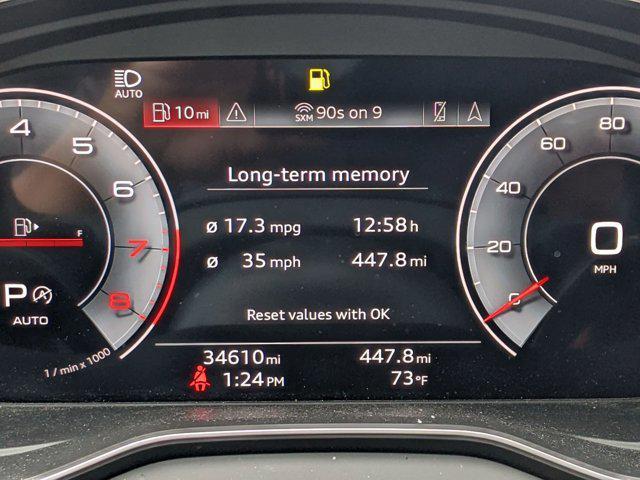 AUTO
10 mi SXM 90s on 9
Long-term memory
ø 17.3 mpg 12:58 h
ø 35 mph 447.8 mi
Reset values with OK
34610 mi 447.8 mi
1:24 PM 73 °F
4 5 6 7 8
F
P
AUTO
1 / min x 1000
0 20 40 60 80
0
MPH